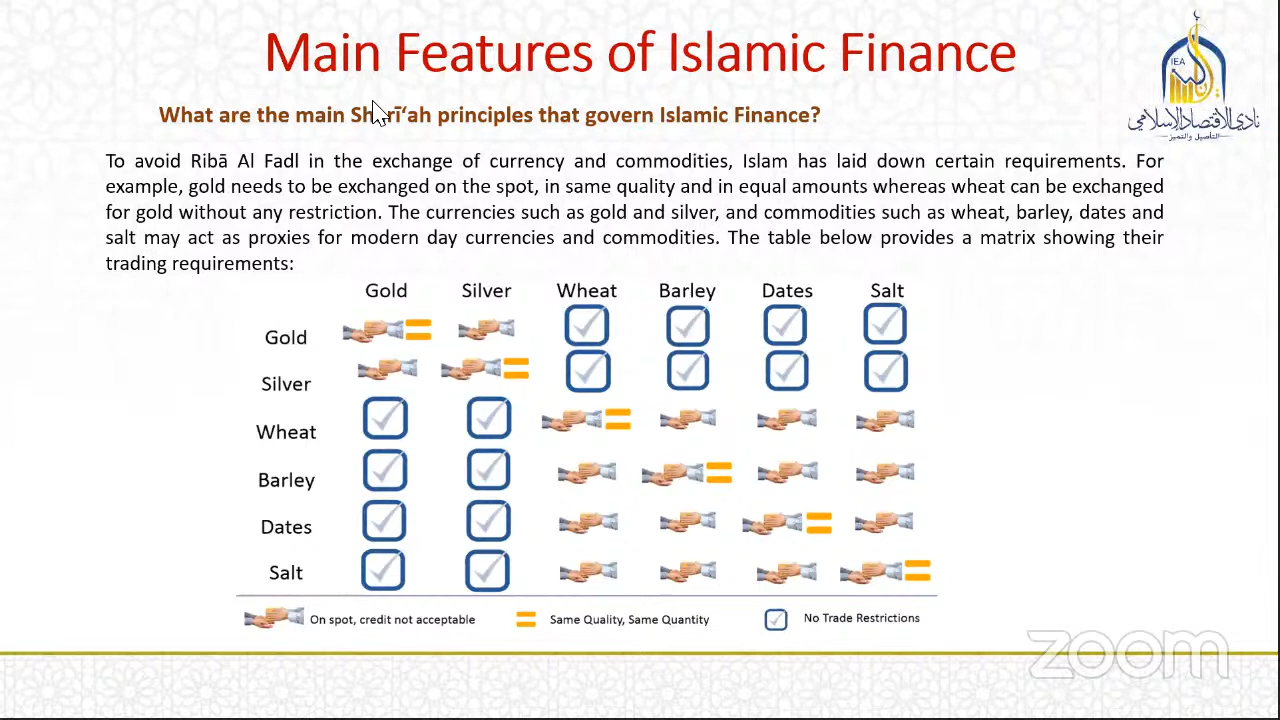 Main Features of Islamic Finance
IEA
نادي الاقتصاد الإسلامي
التأصيل والتميز
What are the main Sharī‘ah principles that govern Islamic Finance?
To avoid Ribā Al Fadl in the exchange of currency and commodities, Islam has laid down certain requirements. For
example, gold needs to be exchanged on the spot, in same quality and in equal amounts whereas wheat can be exchanged
for gold without any restriction. The currencies such as gold and silver, and commodities such as wheat, barley, dates and
salt may act as proxies for modern day currencies and commodities. The table below provides a matrix showing their
trading requirements:
Gold Silver Wheat Barley Dates Salt
Gold
Silver
Wheat
Barley
Dates
Salt
On spot, credit not acceptable Same Quality, Same Quantity No Trade Restrictions
zoom